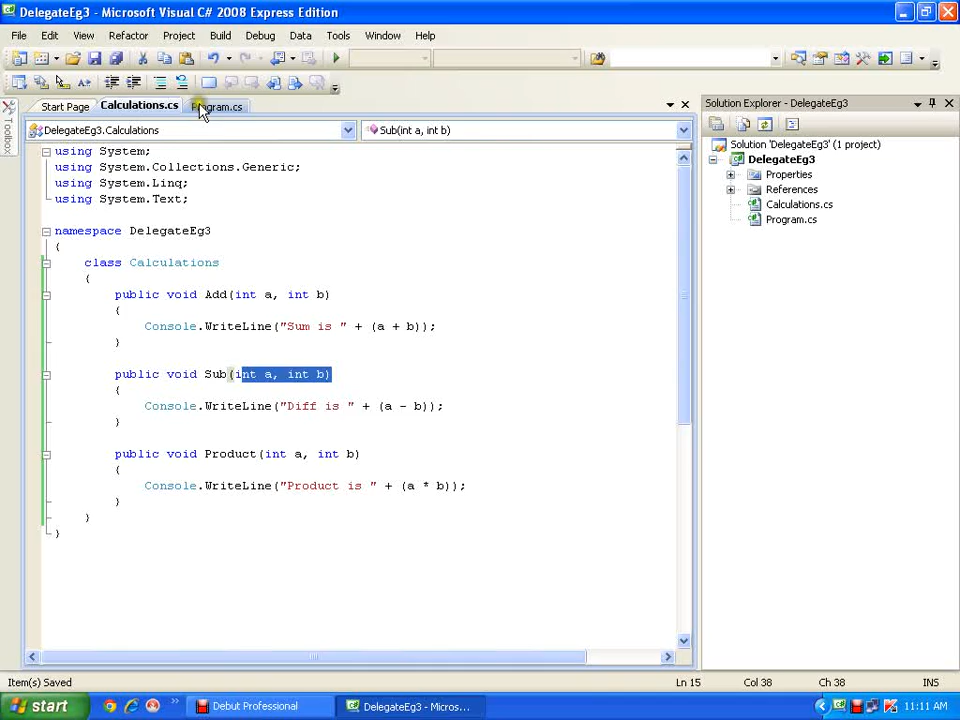 DelegateEg3 - Microsoft Visual C# 2008 Express Edition
File Edit View Refactor Project Build Debug Data Tools Window Help
Start Page Calculations.cs Program.cs
Toolbox
DelegateEg3.Calculations Sub(int a, int b)
using System;
using System.Collections.Generic;
using System.Linq;
using System.Text;
namespace DelegateEg3
{
class Calculations
{
public void Add(int a, int b)
{
Console.WriteLine("Sum is " + (a + b));
}
public void Sub(int a, int b)
{
Console.WriteLine("Diff is " + (a - b));
}
public void Product(int a, int b)
{
Console.WriteLine("Product is " + (a * b));
}
}
}
Solution Explorer - DelegateEg3
Solution 'DelegateEg3' (1 project)
DelegateEg3
Properties
References
Calculations.cs
Program.cs
Item(s) Saved Ln 15 Col 38 Ch 38 INS
start Debut Professional DelegateEg3 - Micros... 11:11 AM